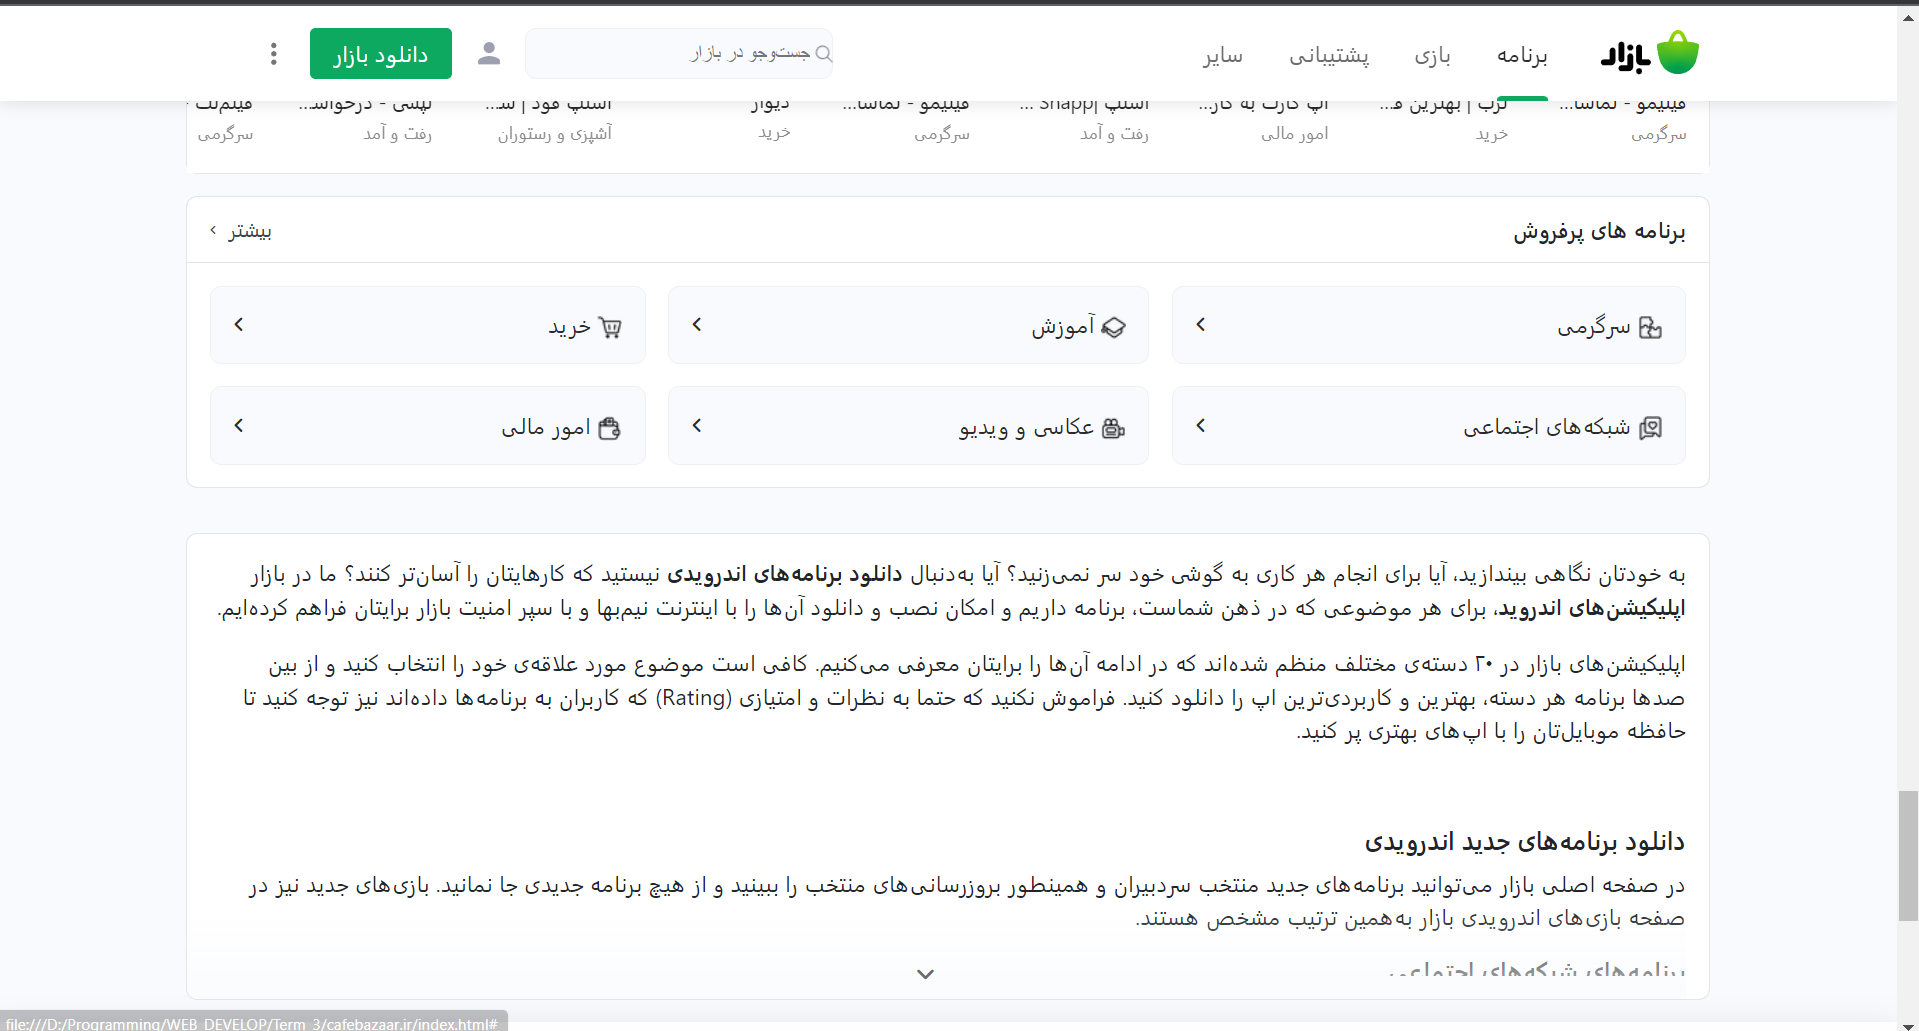 بازار
برنامه
بازی
پشتیبانی
سایر
جست‌وجو در بازار
دانلود بازار
فیلیمو - تماشا...
ترب | بهترین ق...
آپ کارت به کار...
اسنپ |Snapp ...
فیلیمو - تماشا...
دیوار
اسنپ فود | س...
تپسی - درخواس...
فیلم‌نت -
سرگرمی
خرید
امور مالی
رفت و آمد
سرگرمی
خرید
آشپزی و رستوران
رفت و آمد
سرگرمی
برنامه های پرفروش
بیشتر
سرگرمی
آموزش
خرید
شبکه‌های اجتماعی
عکاسی و ویدیو
امور مالی
به خودتان نگاهی بیندازید، آیا برای انجام هر کاری به گوشی خود سر نمی‌زنید؟ آیا به‌دنبال دانلود برنامه‌های اندرویدی نیستید که کارهایتان را آسان‌تر کنند؟ ما در بازار
اپلیکیشن‌های اندروید، برای هر موضوعی که در ذهن شماست، برنامه داریم و امکان نصب و دانلود آن‌ها را با اینترنت نیم‌بها و با سپر امنیت بازار برایتان فراهم کرده‌ایم.
اپلیکیشن‌های بازار در ۲۰ دسته‌ی مختلف منظم شده‌اند که در ادامه آن‌ها را برایتان معرفی می‌کنیم. کافی است موضوع مورد علاقه‌ی خود را انتخاب کنید و از بین
صدها برنامه هر دسته، بهترین و کاربردی‌ترین اپ را دانلود کنید. فراموش نکنید که حتما به نظرات و امتیازی (Rating) که کاربران به برنامه‌ها داده‌اند نیز توجه کنید تا
حافظه موبایل‌تان را با اپ‌های بهتری پر کنید.
دانلود برنامه‌های جدید اندرویدی
در صفحه اصلی بازار می‌توانید برنامه‌های جدید منتخب سردبیران و همینطور بروزرسانی‌های منتخب را ببینید و از هیچ برنامه جدیدی جا نمانید. بازی‌های جدید نیز در
صفحه بازی‌های اندرویدی بازار به‌همین ترتیب مشخص هستند.
برنامه‌های شبکه‌های اجتماعی
file:///D:/Programming/WEB_DEVELOP/Term_3/cafebazaar.ir/index.html#